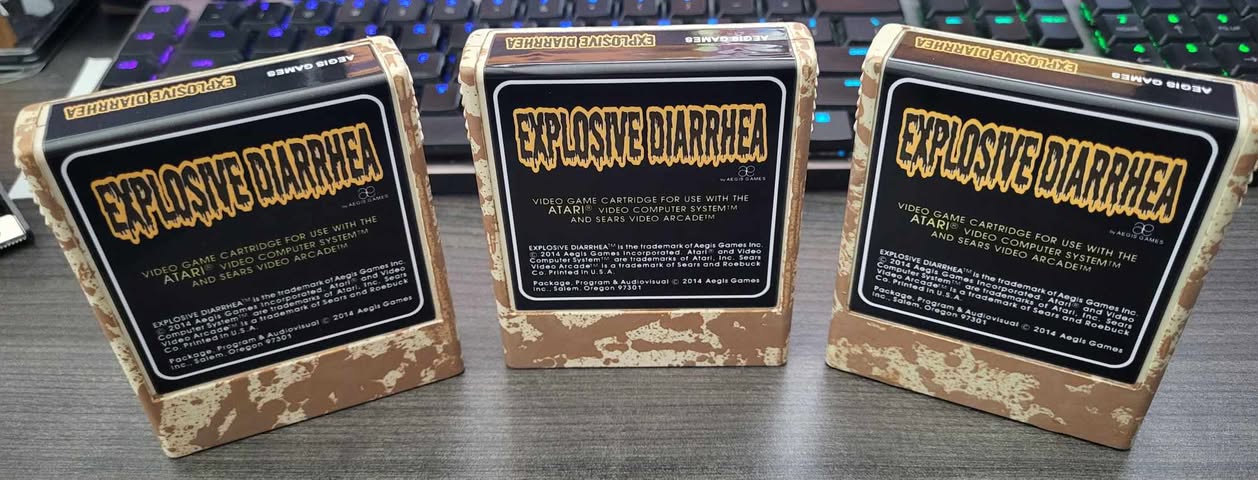 EXPLOSIVE DIARRHEA AEGIS GAMES
EXPLOSIVE DIARRHEA
Æ
by AEGIS GAMES
VIDEO GAME CARTRIDGE FOR USE WITH THE
ATARI® VIDEO COMPUTER SYSTEM™
AND SEARS VIDEO ARCADE™
EXPLOSIVE DIARRHEA™ is the trademark of Aegis Games Inc.
© 2014 Aegis Games Incorporated. Atari® and Video
Computer System™ are trademarks of Atari, Inc. Sears
Video Arcade™ is a trademark of Sears and Roebuck
Co. Printed in U.S.A.
Package, Program & Audiovisual © 2014 Aegis Games
Inc., Salem, Oregon 97301
EXPLOSIVE DIARRHEA AEGIS GAMES
EXPLOSIVE DIARRHEA
Æ
by AEGIS GAMES
VIDEO GAME CARTRIDGE FOR USE WITH THE
ATARI® VIDEO COMPUTER SYSTEM™
AND SEARS VIDEO ARCADE™
EXPLOSIVE DIARRHEA™ is the trademark of Aegis Games Inc.
© 2014 Aegis Games Incorporated. Atari® and Video
Computer System™ are trademarks of Atari, Inc. Sears
Video Arcade™ is a trademark of Sears and Roebuck
Co. Printed in U.S.A.
Package, Program & Audiovisual © 2014 Aegis Games
Inc., Salem, Oregon 97301
EXPLOSIVE DIARRHEA AEGIS GAMES
EXPLOSIVE DIARRHEA
Æ
by AEGIS GAMES
VIDEO GAME CARTRIDGE FOR USE WITH THE
ATARI® VIDEO COMPUTER SYSTEM™
AND SEARS VIDEO ARCADE™
EXPLOSIVE DIARRHEA™ is the trademark of Aegis Games Inc.
© 2014 Aegis Games Incorporated. Atari® and Video
Computer System™ are trademarks of Atari, Inc. Sears
Video Arcade™ is a trademark of Sears and Roebuck
Co. Printed in U.S.A.
Package, Program & Audiovisual © 2014 Aegis Games
Inc., Salem, Oregon 97301